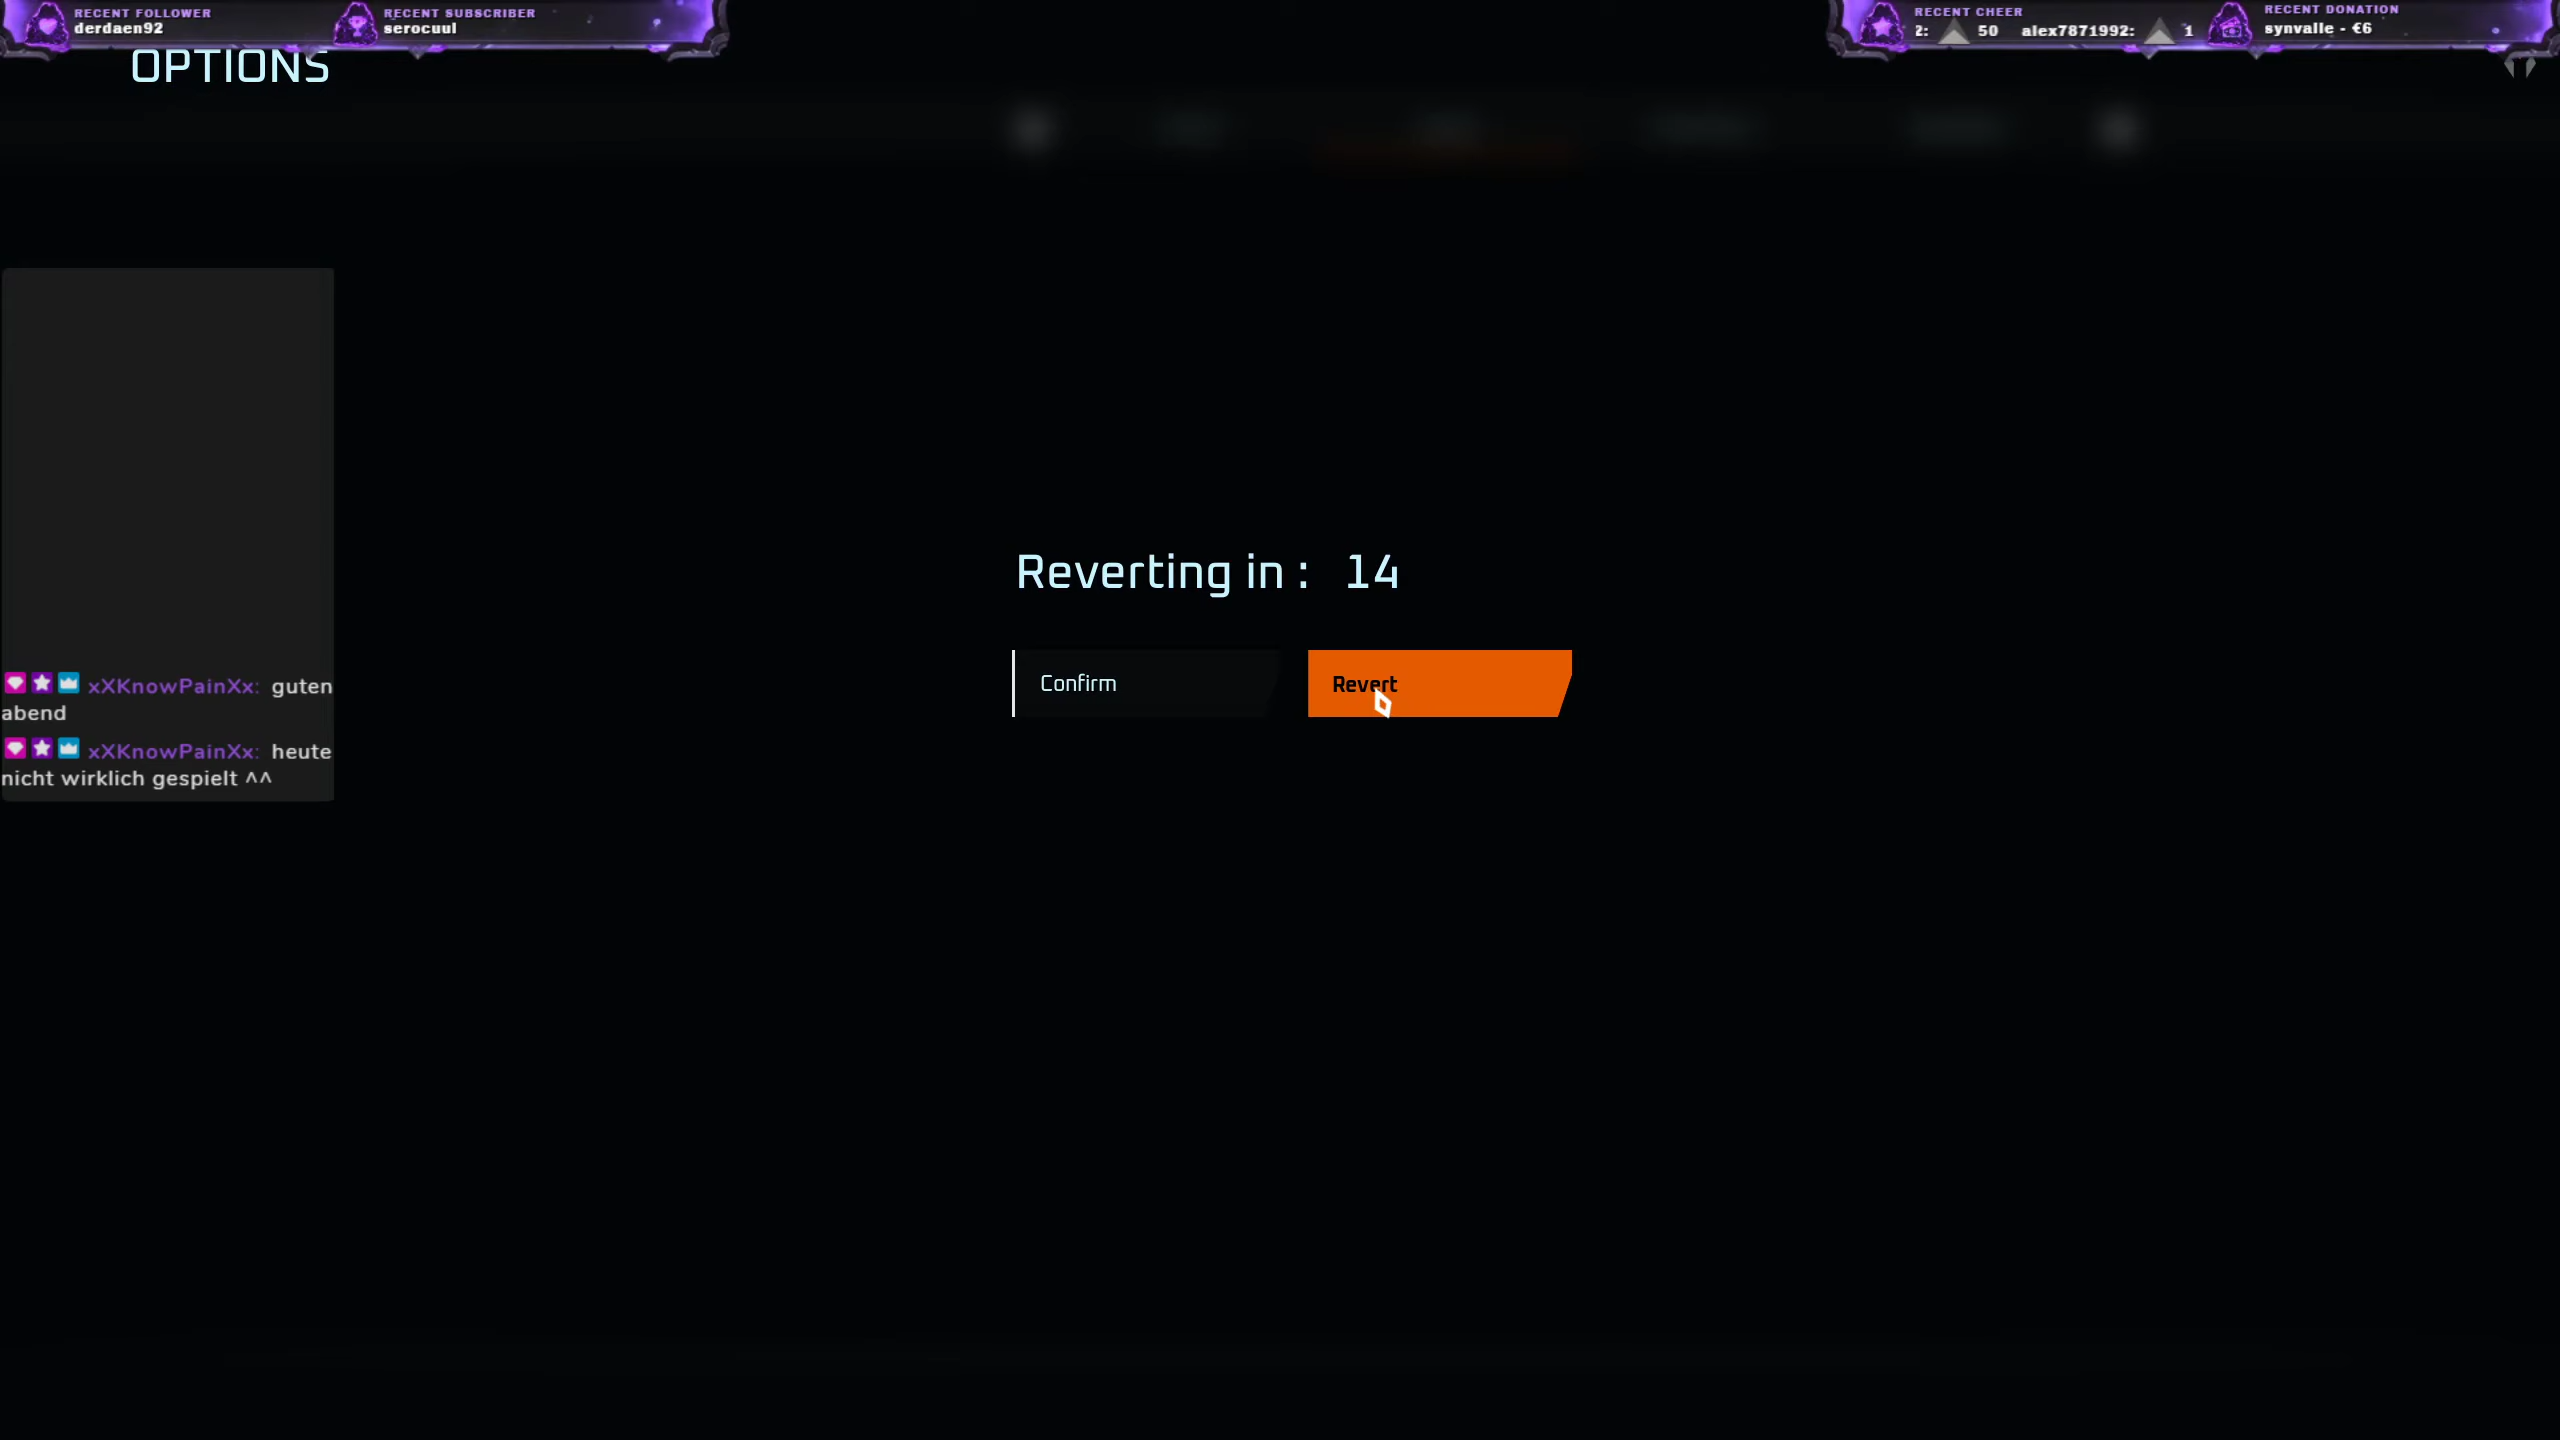 RECENT FOLLOWER
derdaen92
RECENT SUBSCRIBER
serocuul
RECENT CHEER
2: 50 alex7871992: 1
RECENT DONATION
synvalle - €6
OPTIONS
Reverting in : 14
Confirm
Revert
xXKnowPainXx: guten
abend
xXKnowPainXx: heute
nicht wirklich gespielt ^^